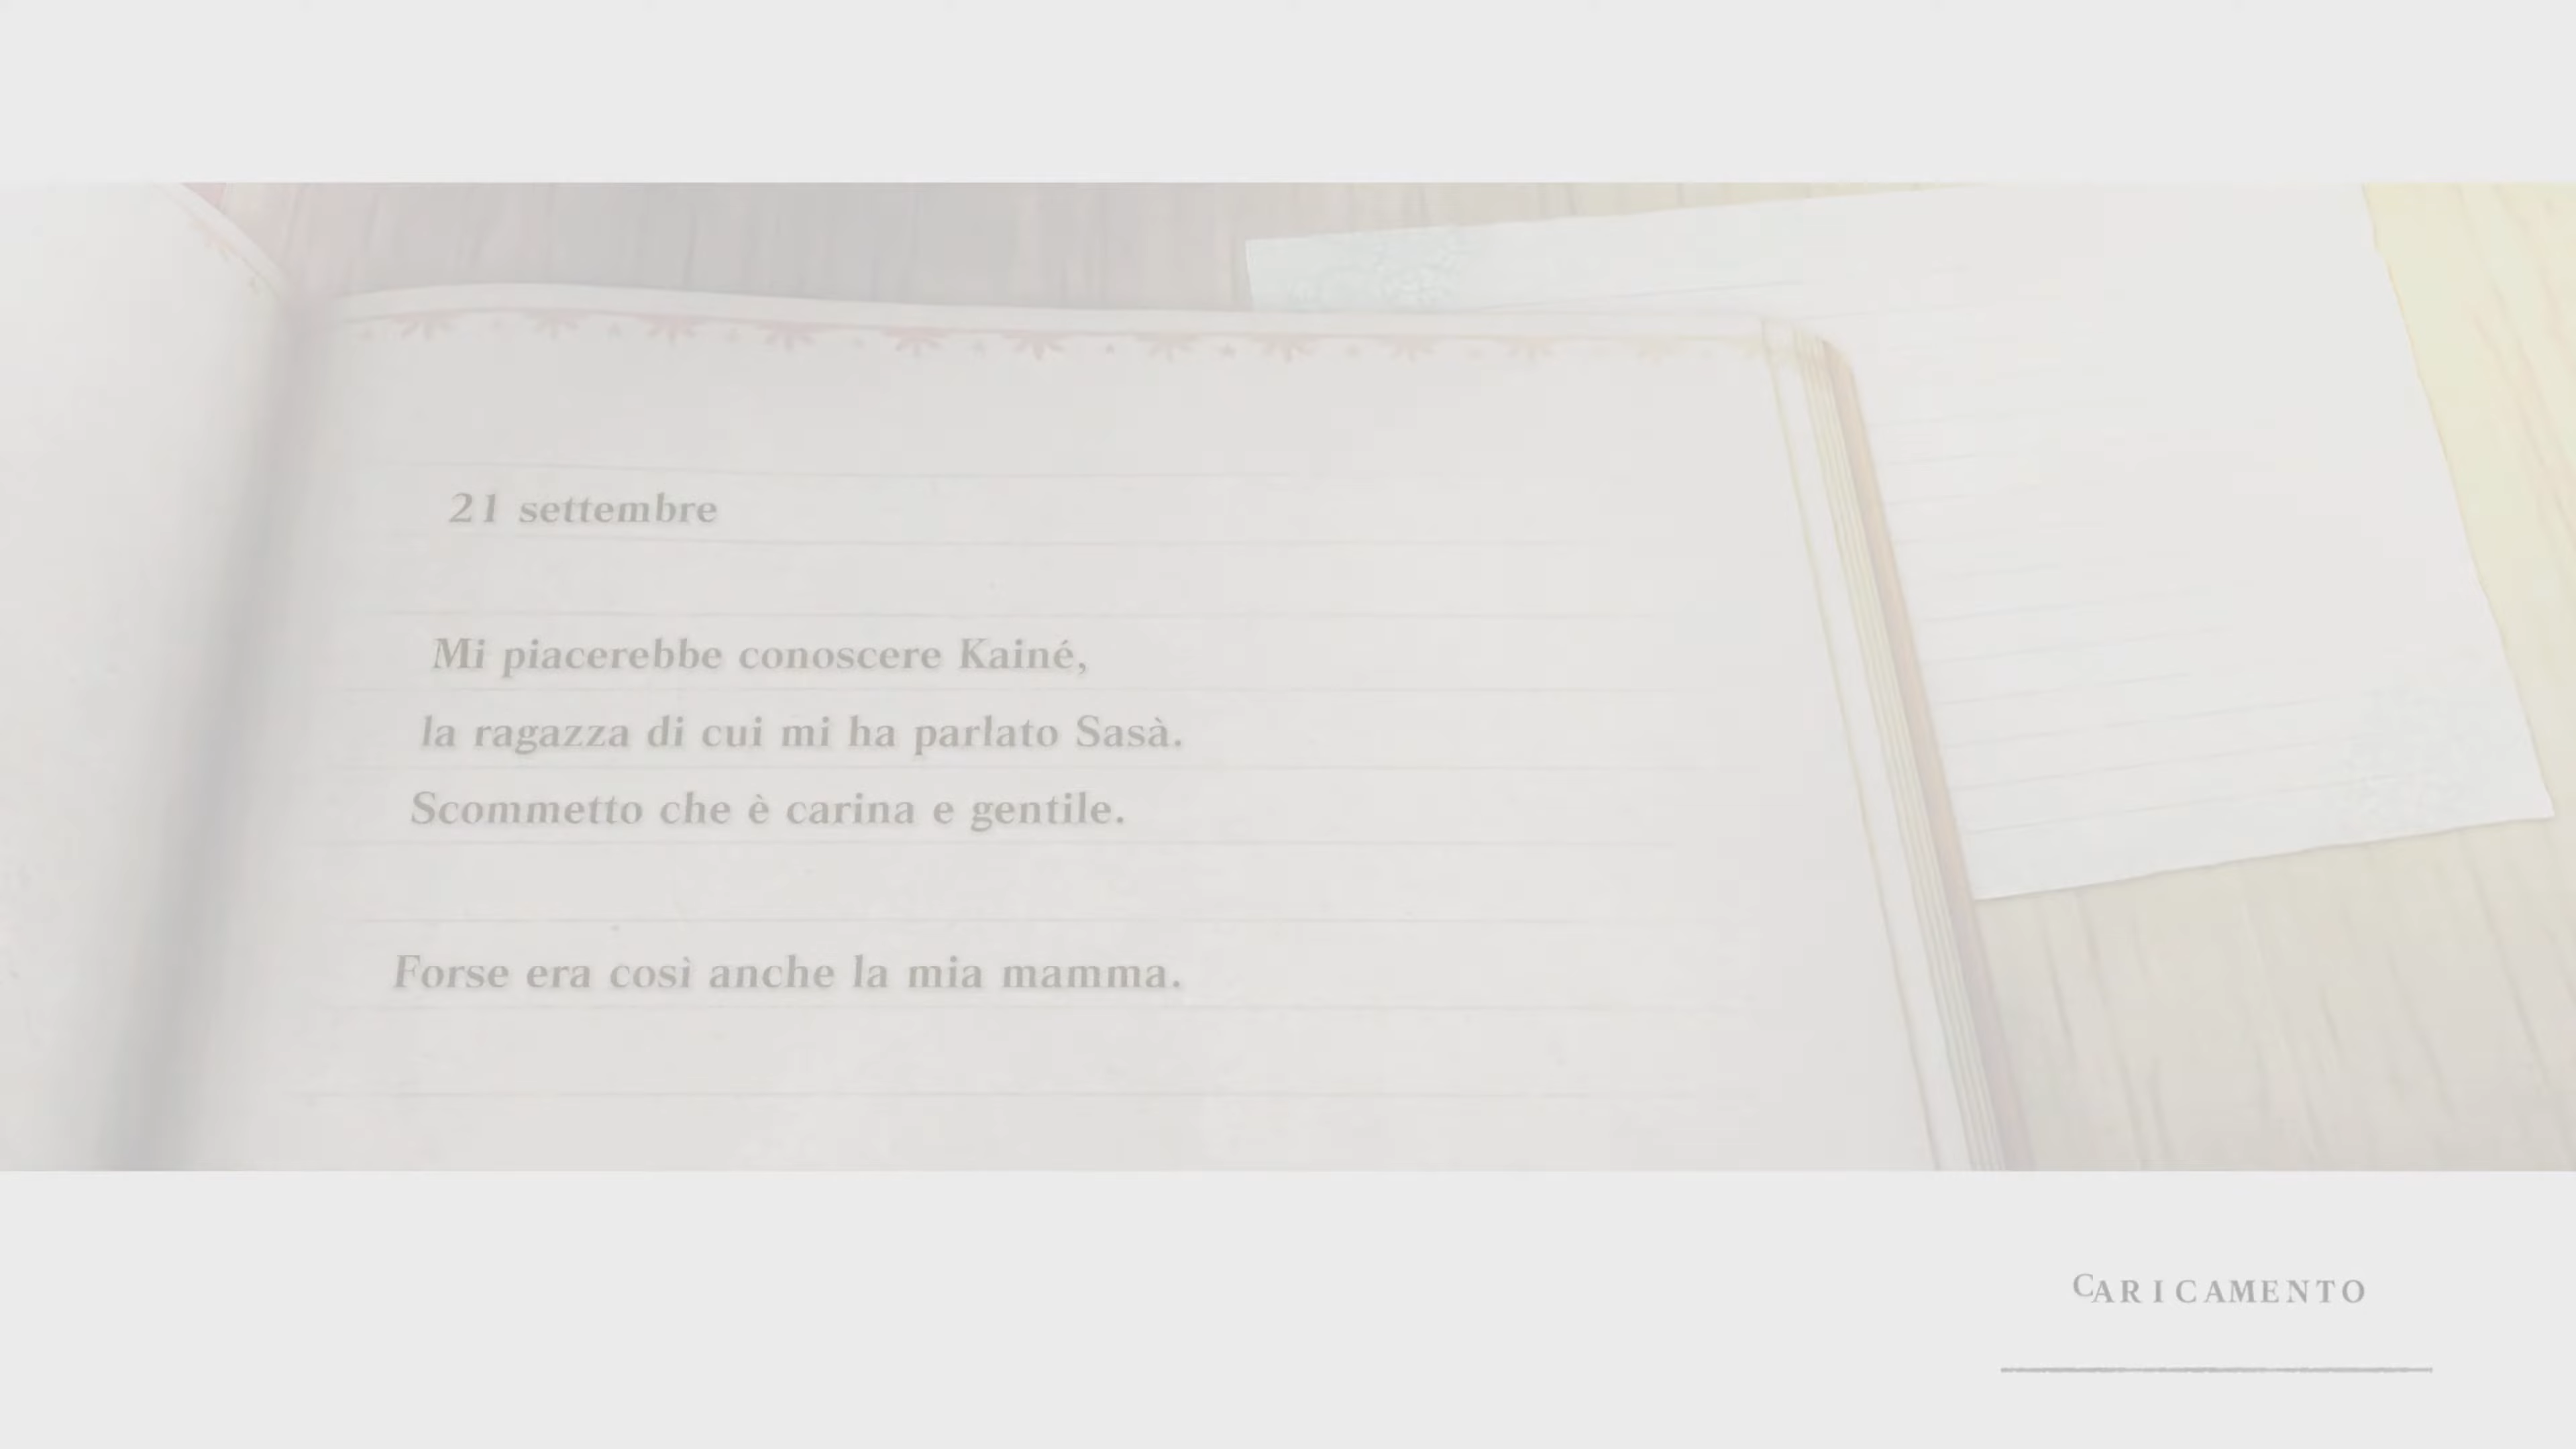 21 settembre
Mi piacerebbe conoscere Kainé,
la ragazza di cui mi ha parlato Sasà.
Scommetto che è carina e gentile.
Forse era così anche la mia mamma.
CARICAMENTO